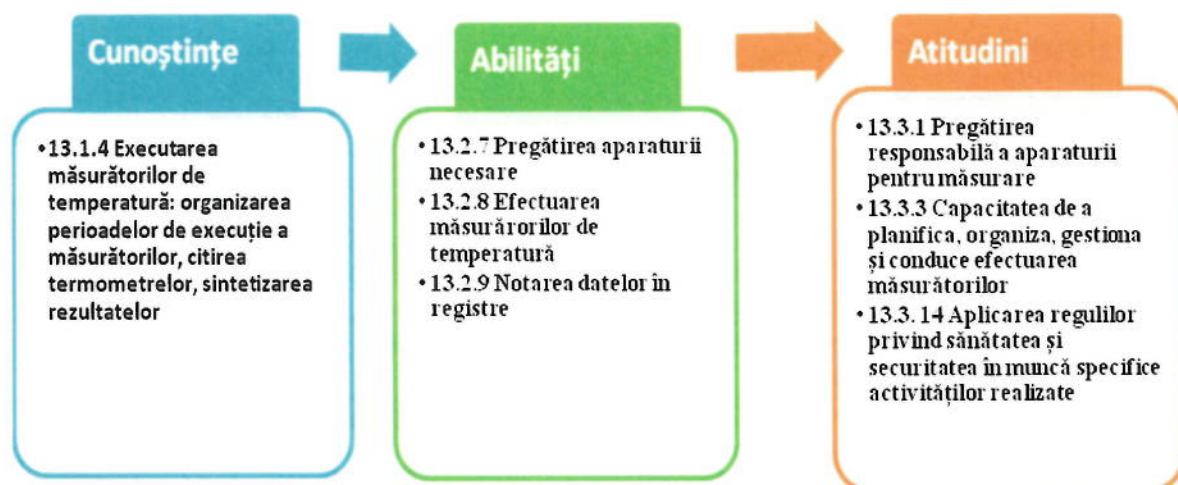 Cunoștințe
•13.1.4 Executarea
măsurătorilor de
temperatură: organizarea
perioadelor de execuție a
măsurătorilor, citirea
termometrelor, sintetizarea
rezultatelor
Abilități
•13.2.7 Pregătirea aparaturii
necesare
•13.2.8 Efectuarea
măsurărorilor de
temperatură
•13.2.9 Notarea datelor în
registre
Atitudini
•13.3.1 Pregătirea
responsabilă a aparaturii
pentru măsurare
•13.3.3 Capacitatea de a
planifica, organiza, gestiona
și conduce efectuarea
măsurătorilor
•13.3.14 Aplicarea regulilor
privind sănătatea și
securitatea în muncă specifice
activităților realizate